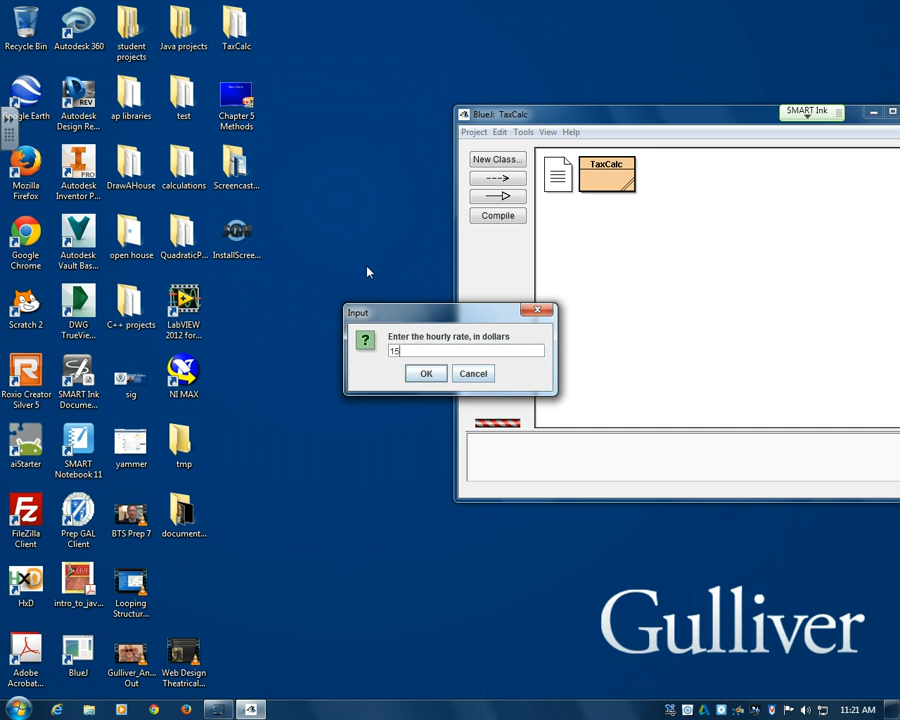 Recycle Bin
Autodesk 360
student
projects
Java projects
TaxCalc
Google Earth
Autodesk
Design Re...
ap libraries
test
Chapter 5
Methods
Mozilla
Firefox
Autodesk
Inventor P...
DrawAHouse
calculations
Screencast...
Google
Chrome
Autodesk
Vault Bas...
open house
QuadraticP...
InstallScree...
Scratch 2
DWG
TrueView...
C++ projects
LabVIEW
2012 for...
Roxio Creator
Silver 5
SMART Ink
Docume...
sig
NI MAX
aiStarter
SMART
Notebook 11
yammer
tmp
FileZilla
Client
Prep GAL
Client
BTS Prep 7
document...
HxD
intro_to_jav...
Looping
Structur...
Adobe
Acrobat...
BlueJ
Gulliver_An...
Out
Web Design
Theatrical...
BlueJ: TaxCalc
SMART Ink
Project Edit Tools View Help
New Class...
Compile
TaxCalc
Input
Enter the hourly rate, in dollars
15
OK
Cancel
Gulliver
11:21 AM